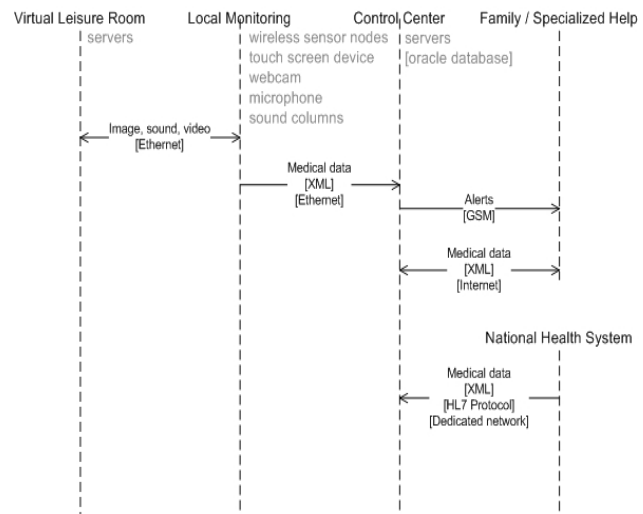 Virtual Leisure Room
servers
Local Monitoring
wireless sensor nodes
touch screen device
webcam
microphone
sound columns
Control Center
servers
[oracle database]
Family / Specialized Help
Image, sound, video
[Ethernet]
Medical data
[XML]
[Ethernet]
Alerts
[GSM]
Medical data
[XML]
[Internet]
National Health System
Medical data
[XML]
[HL7 Protocol]
[Dedicated network]